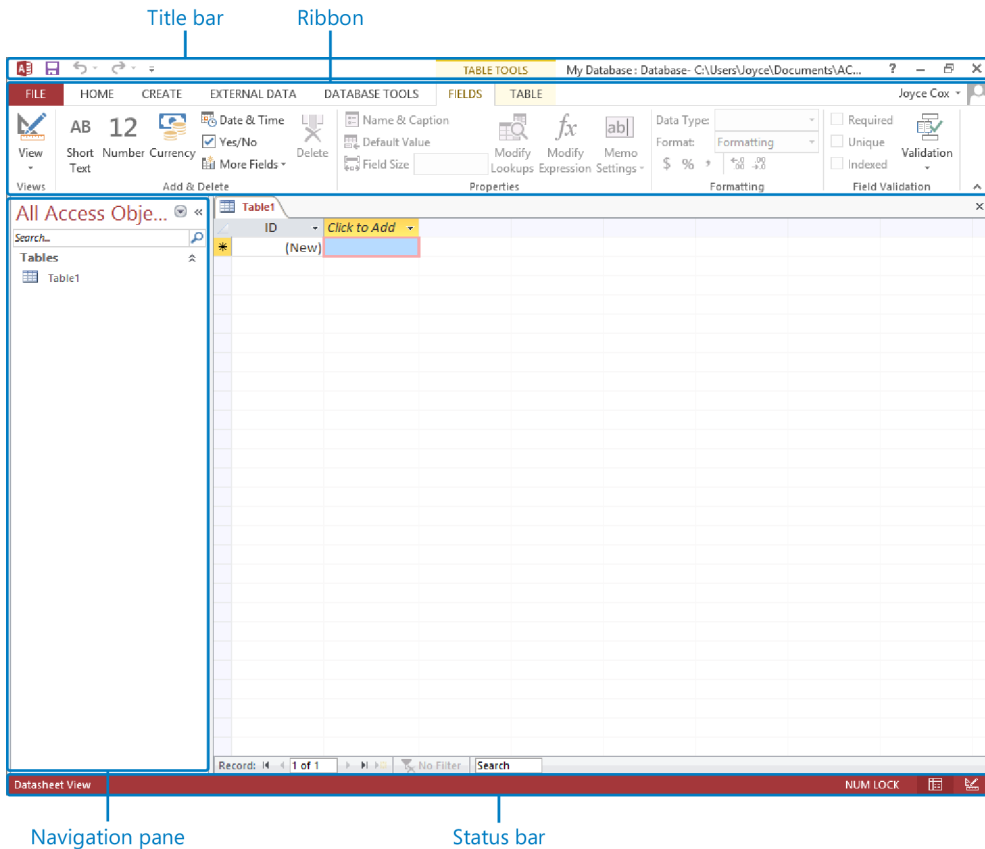 Title bar Ribbon
TABLE TOOLS My Database : Database- C:\Users\Joyce\Documents\AC... ?
FILE HOME CREATE EXTERNAL DATA DATABASE TOOLS FIELDS TABLE Joyce Cox
AB 12 Date & Time Name & Caption fx ab| Data Type: Required
Yes/No Default Value Format: Formatting Unique
View Short Text Number Currency More Fields Delete Field Size Modify Lookups Modify Expression Memo Settings $ % , .00 .00 Indexed Validation
Views Add & Delete Properties Formatting Field Validation
All Access Obje... « Table1
Search... ID Click to Add
Tables (New)
Table1
Record: 1 of 1 No Filter Search
Datasheet View NUM LOCK
Navigation pane Status bar